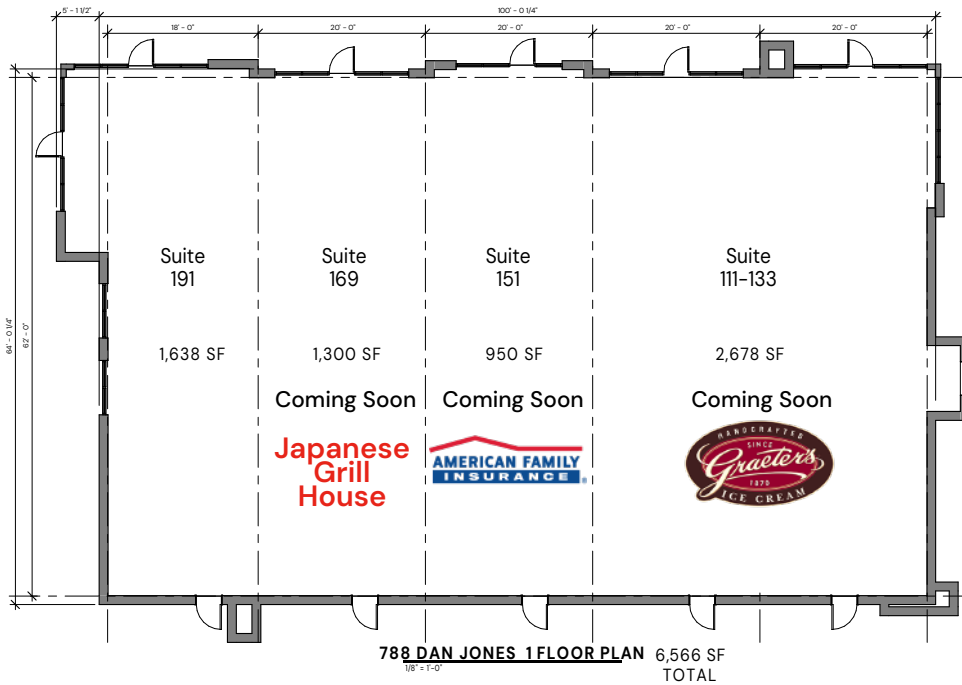 5' - 1 1/2"
100' - 0 1/4"
18' - 0"
20' - 0"
20' - 0"
20' - 0"
20' - 0"
64' - 0 1/4"
62' - 0"
Suite
191
Suite
169
Suite
151
Suite
111-133
1,638 SF
1,300 SF
950 SF
2,678 SF
Coming Soon
Coming Soon
Coming Soon
Japanese
Grill
House
AMERICAN FAMILY
INSURANCE ®
HANDCRAFTED
SINCE
Graeter's
1870
ICE CREAM
788 DAN JONES 1 FLOOR PLAN
1/8" = 1'-0"
6,566 SF
TOTAL